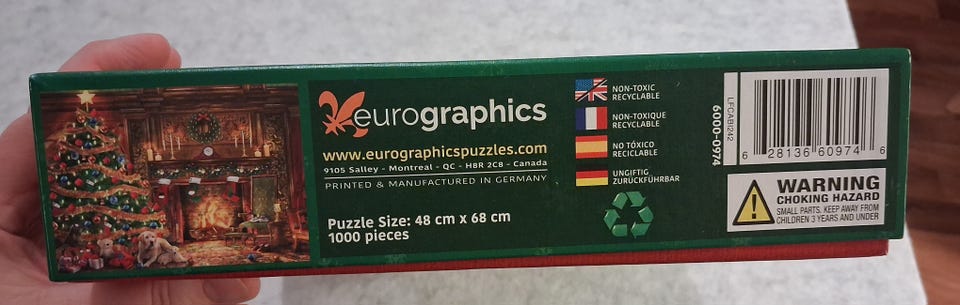 eurographics
www.eurographicspuzzles.com
9105 Salley - Montreal - QC - H8R 2C8 - Canada
PRINTED & MANUFACTURED IN GERMANY
Puzzle Size: 48 cm x 68 cm
1000 pieces
NON-TOXIC
RECYCLABLE
NON-TOXIQUE
RECYCLABLE
NO TÓXICO
RECICLABLE
UNGIFTIG
ZURÜCKFÜHRBAR
6000-0974
LFCABI242
6 28136 60974 6
WARNING
CHOKING HAZARD
SMALL PARTS. KEEP AWAY FROM
CHILDREN 3 YEARS AND UNDER